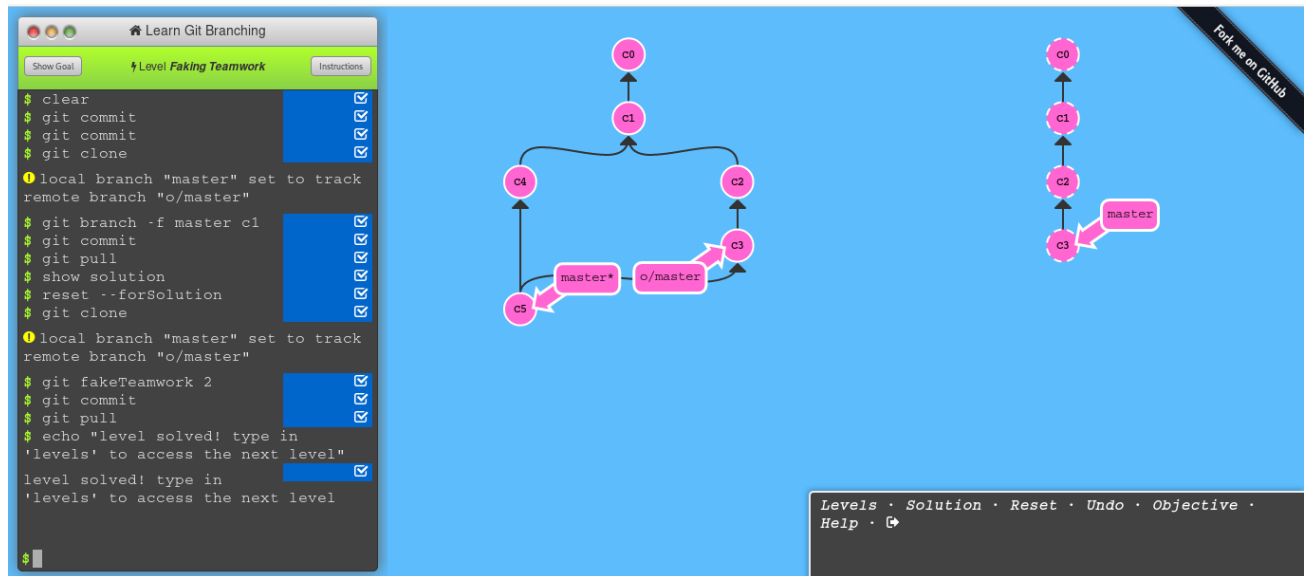 Learn Git Branching
Show Goal
Level Faking Teamwork
Instructions
$ clear
$ git commit
$ git commit
$ git clone
local branch "master" set to track
remote branch "o/master"
$ git branch -f master c1
$ git commit
$ git pull
$ show solution
$ reset --forSolution
$ git clone
local branch "master" set to track
remote branch "o/master"
$ git fakeTeamwork 2
$ git commit
$ git pull
$ echo "level solved! type in
'levels' to access the next level"
level solved! type in
'levels' to access the next level
$
c0
c1
c4
c2
c3
master*
o/master
c5
c0
c1
c2
master
c3
Fork me on GitHub
Levels · Solution · Reset · Undo · Objective ·
Help ·